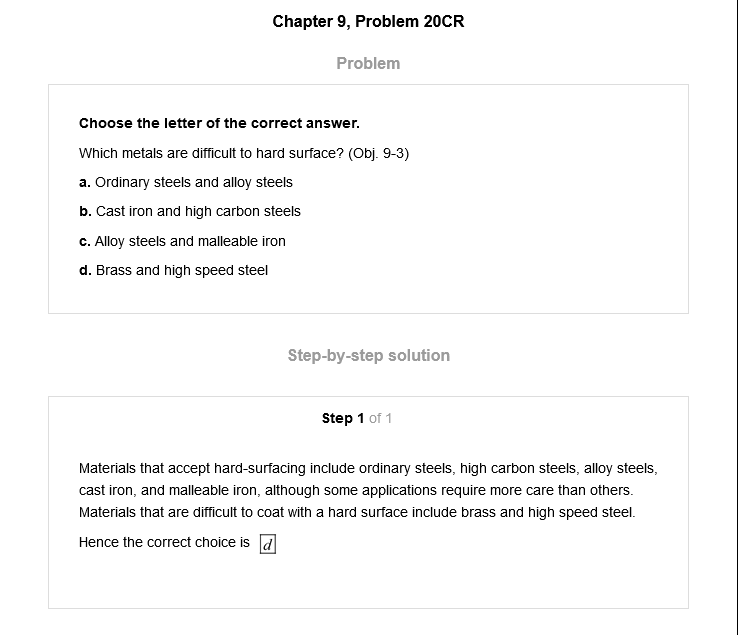 Chapter 9, Problem 20CR
Problem
Choose the letter of the correct answer.
Which metals are difficult to hard surface? (Obj. 9-3)
a. Ordinary steels and alloy steels
b. Cast iron and high carbon steels
c. Alloy steels and malleable iron
d. Brass and high speed steel
Step-by-step solution
Step 1 of 1
Materials that accept hard-surfacing include ordinary steels, high carbon steels, alloy steels,
cast iron, and malleable iron, although some applications require more care than others.
Materials that are difficult to coat with a hard surface include brass and high speed steel.
Hence the correct choice is d